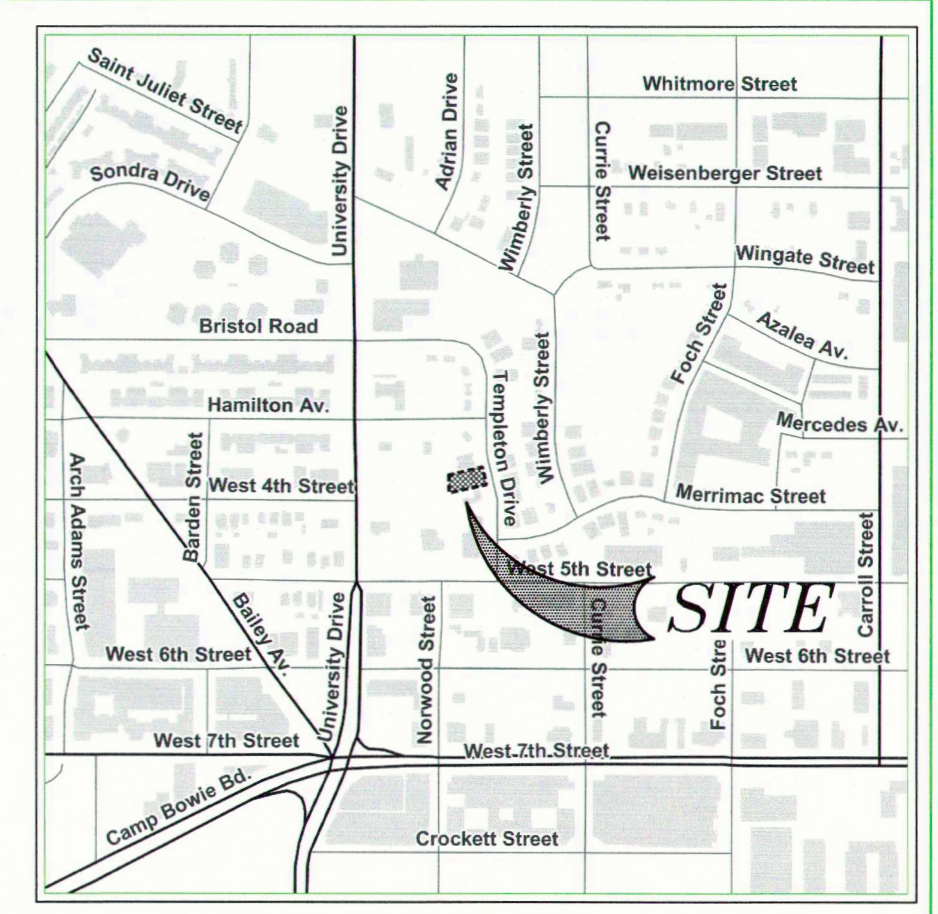 Saint Juliet Street
Sondra Drive
University Drive
Adrian Drive
Wimberly Street
Currie Street
Whitmore Street
Weisenberger Street
Wingate Street
Bristol Road
Foch Street
Azalea Av.
Hamilton Av.
Templeton Drive
Wimberly Street
Mercedes Av.
Arch Adams Street
Barden Street
West 4th Street
Merrimac Street
West 5th Street
Carroll Street
SITE
Bailey Av.
University Drive
Norwood Street
Currie Street
Foch Stre
West 6th Street
West 6th Street
West 7th Street
West 7th Street
Camp Bowie Bd.
Crockett Street